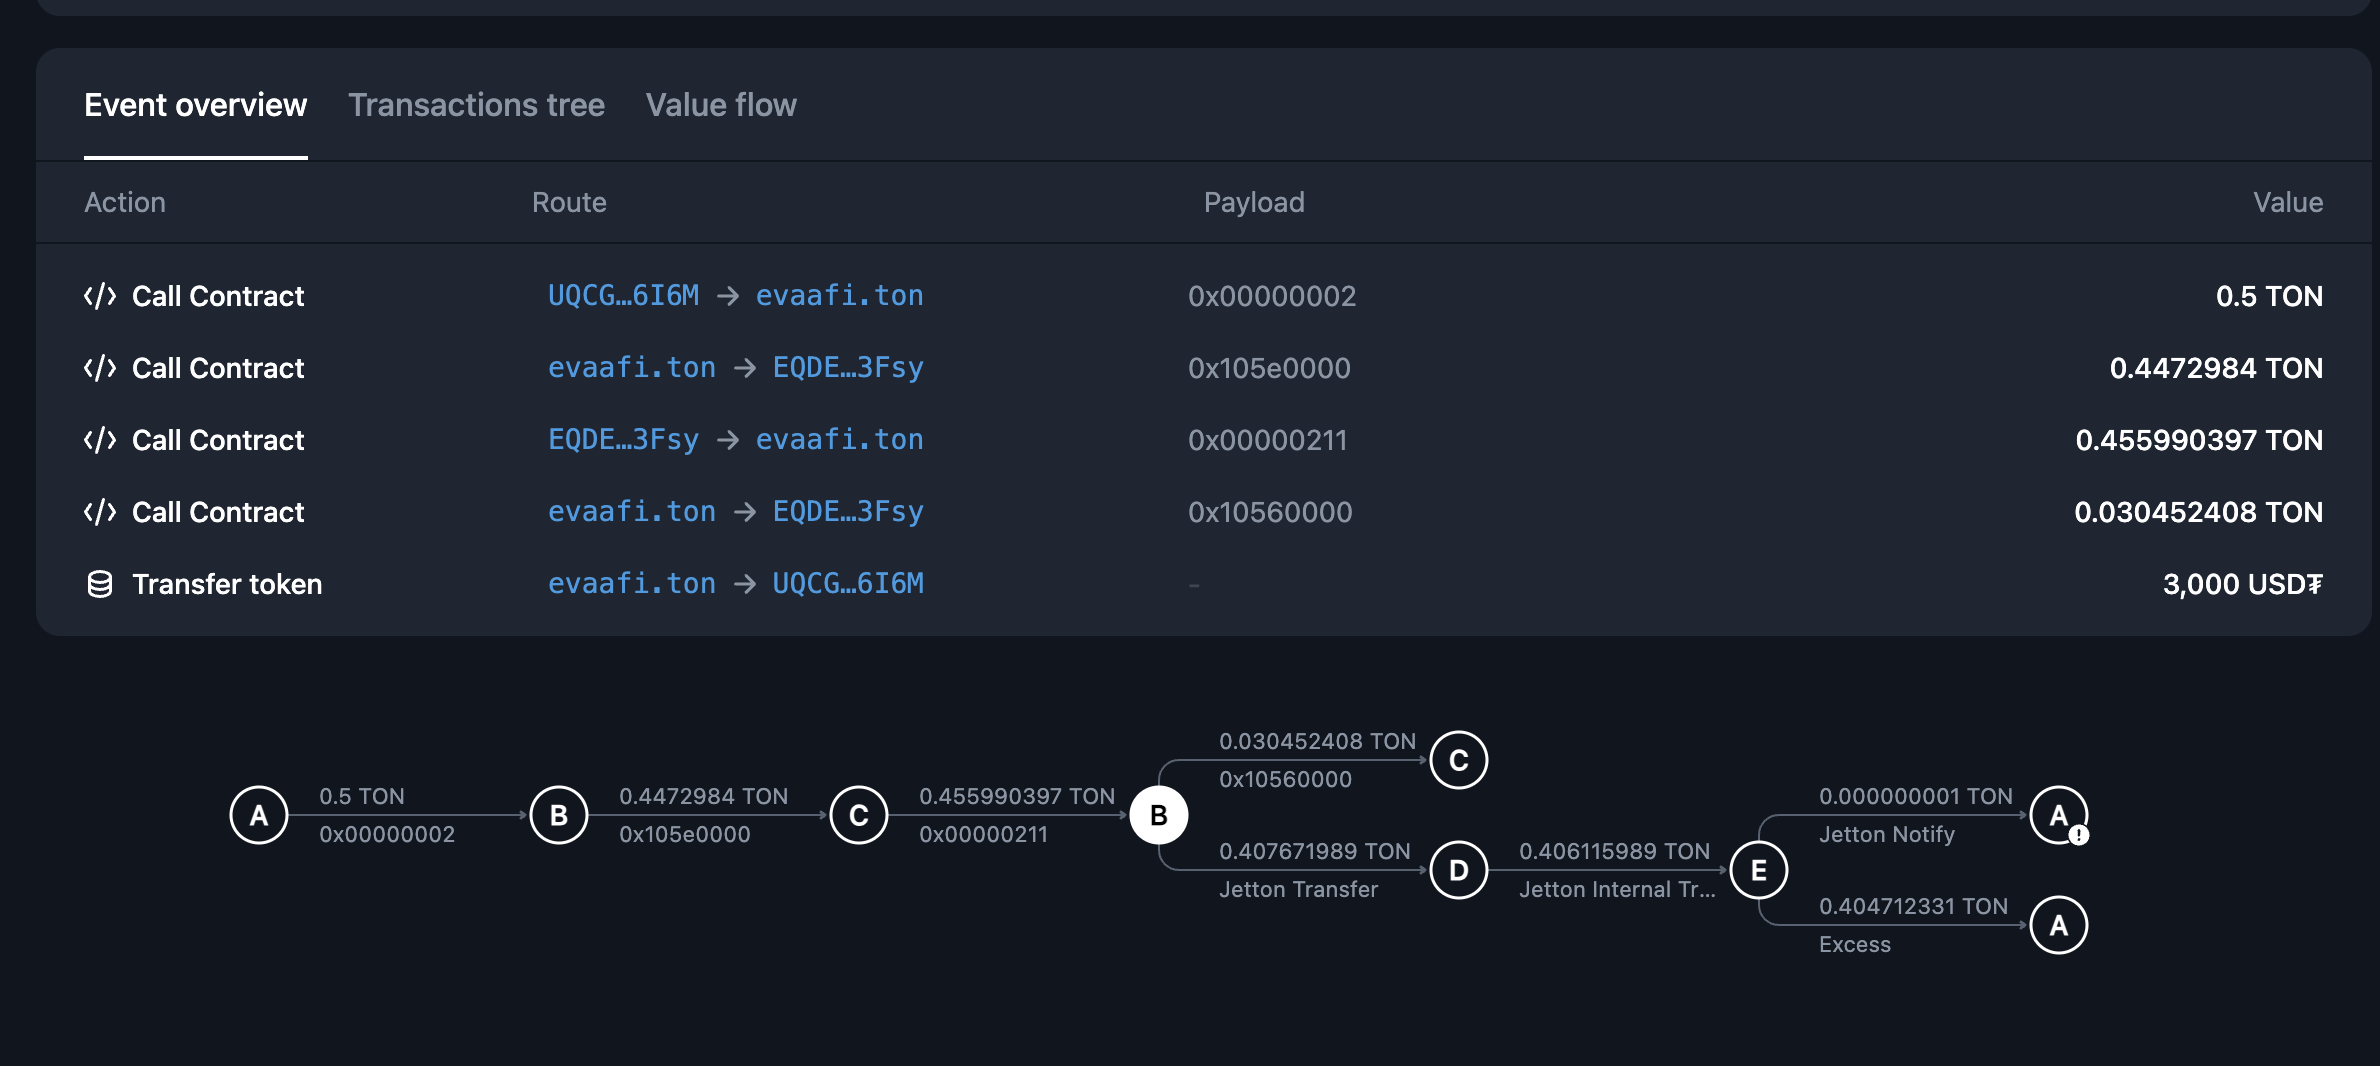 Event overview Transactions tree Value flow
Action Route Payload Value
Call Contract UQCG…6I6M → evaafi.ton 0x00000002 0.5 TON
Call Contract evaafi.ton → EQDE…3Fsy 0x105e0000 0.4472984 TON
Call Contract EQDE…3Fsy → evaafi.ton 0x00000211 0.455990397 TON
Call Contract evaafi.ton → EQDE…3Fsy 0x10560000 0.030452408 TON
Transfer token evaafi.ton → UQCG…6I6M - 3,000 USD₮
0.030452408 TON
C
0x10560000
0.5 TON 0.4472984 TON 0.455990397 TON 0.000000001 TON
A B C B A !
0x00000002 0x105e0000 0x00000211 Jetton Notify
0.407671989 TON 0.406115989 TON
D E
Jetton Transfer Jetton Internal Tr...
0.404712331 TON
A
Excess